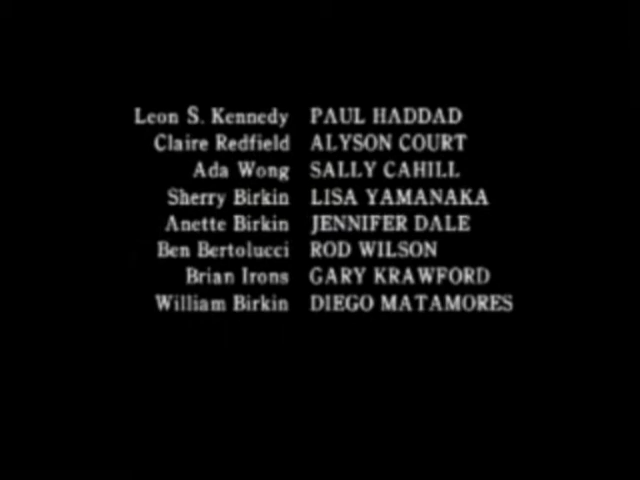 Leon S. Kennedy PAUL HADDAD
Claire Redfield ALYSON COURT
Ada Wong SALLY CAHILL
Sherry Birkin LISA YAMANAKA
Anette Birkin JENNIFER DALE
Ben Bertolucci ROD WILSON
Brian Irons GARY KRAWFORD
William Birkin DIEGO MATAMORES